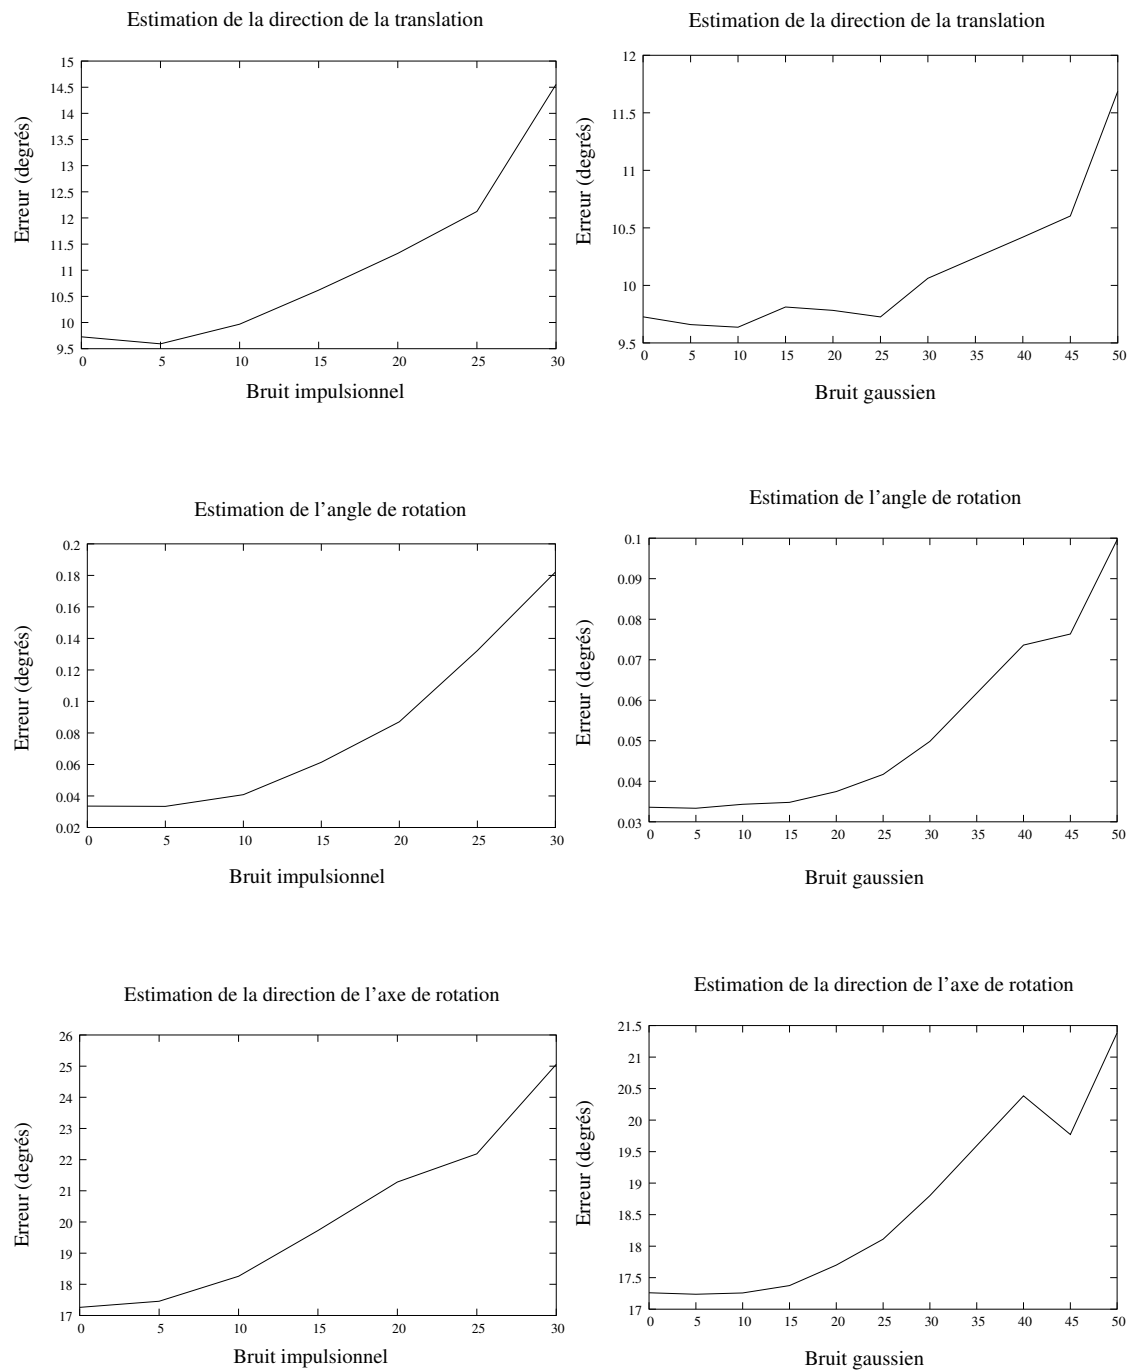 Estimation de la direction de la translation
15
14.5
14
13.5
13
12.5
12
11.5
11
10.5
10
9.5
0 5 10 15 20 25 30
Erreur (degrés)
Bruit impulsionnel
Estimation de la direction de la translation
12
11.5
11
10.5
10
9.5
0 5 10 15 20 25 30 35 40 45 50
Erreur (degrés)
Bruit gaussien
Estimation de l'angle de rotation
0.2
0.18
0.16
0.14
0.12
0.1
0.08
0.06
0.04
0.02
0 5 10 15 20 25 30
Erreur (degrés)
Bruit impulsionnel
Estimation de l'angle de rotation
0.1
0.09
0.08
0.07
0.06
0.05
0.04
0.03
0 5 10 15 20 25 30 35 40 45 50
Erreur (degrés)
Bruit gaussien
Estimation de la direction de l'axe de rotation
26
25
24
23
22
21
20
19
18
17
0 5 10 15 20 25 30
Erreur (degrés)
Bruit impulsionnel
Estimation de la direction de l'axe de rotation
21.5
21
20.5
20
19.5
19
18.5
18
17.5
17
0 5 10 15 20 25 30 35 40 45 50
Erreur (degrés)
Bruit gaussien